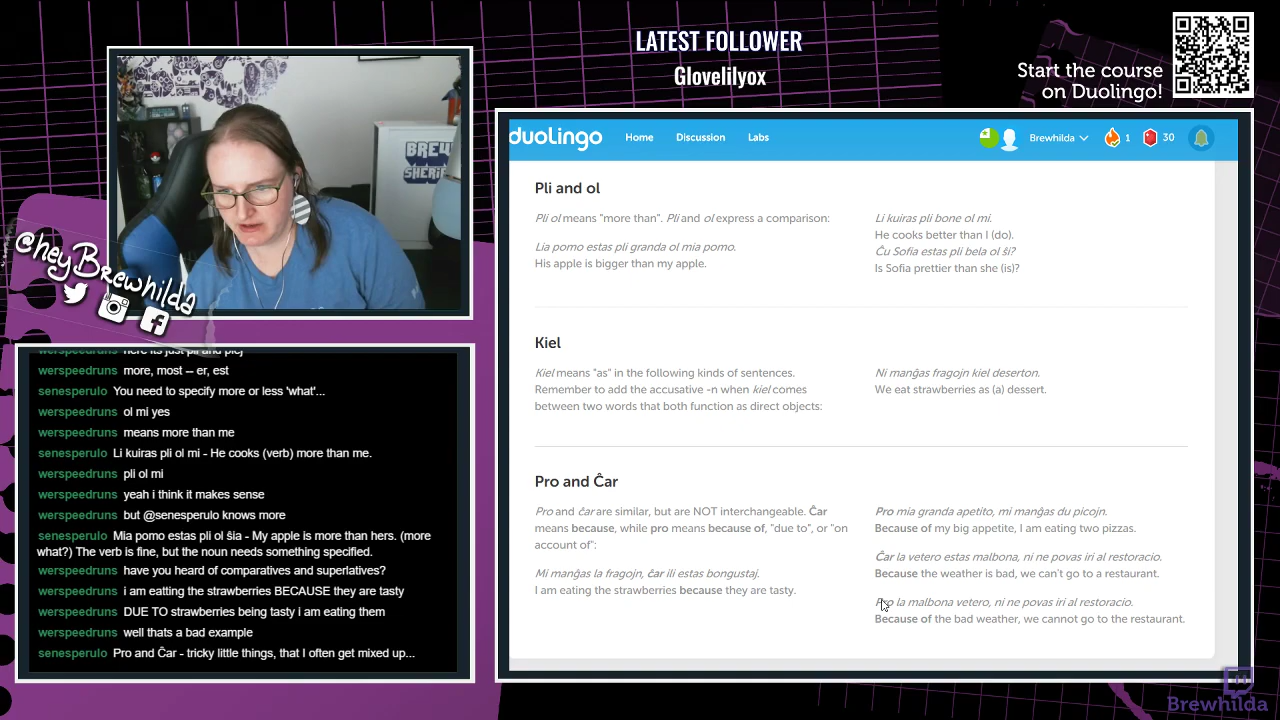 LATEST FOLLOWER
Glovelilyox
Start the course
on Duolingo!
BREW
SHERIF
@heyBrewhilda
duolingo
Home
Discussion
Labs
Brewhilda
1
30
Pli and ol
Pli ol means "more than". Pli and ol express a comparison:
Lia pomo estas pli granda ol mia pomo.
His apple is bigger than my apple.
Li kuiras pli bone ol mi.
He cooks better than I (do).
Ĉu Sofia estas pli bela ol ŝi?
Is Sofia prettier than she (is)?
Kiel
Kiel means "as" in the following kinds of sentences.
Remember to add the accusative -n when kiel comes
between two words that both function as direct objects:
Ni manĝas fragojn kiel deserton.
We eat strawberries as (a) dessert.
Pro and Ĉar
Pro and ĉar are similar, but are NOT interchangeable. Ĉar
means because, while pro means because of, "due to", or "on
account of":
Mi manĝas la fragojn, ĉar ili estas bongustaj.
I am eating the strawberries because they are tasty.
Pro mia granda apetito, mi manĝas du picojn.
Because of my big appetite, I am eating two pizzas.
Ĉar la vetero estas malbona, ni ne povas iri al restoracio.
Because the weather is bad, we can't go to a restaurant.
Pro la malbona vetero, ni ne povas iri al restoracio.
Because of the bad weather, we cannot go to the restaurant.
werspeedruns here its just pli and plej
werspeedruns more, most -- er, est
senesperulo You need to specify more or less 'what'...
werspeedruns ol mi yes
werspeedruns means more than me
senesperulo Li kuiras pli ol mi - He cooks (verb) more than me.
werspeedruns pli ol mi
werspeedruns yeah i think it makes sense
werspeedruns but @senesperulo knows more
senesperulo Mia pomo estas pli ol ŝia - My apple is more than hers. (more
what?) The verb is fine, but the noun needs something specified.
werspeedruns have you heard of comparatives and superlatives?
werspeedruns i am eatting the strawberries BECAUSE they are tasty
werspeedruns DUE TO strawberries being tasty i am eating them
werspeedruns well thats a bad example
senesperulo Pro and Ĉar - tricky little things, that I often get mixed up...
Brewhilda